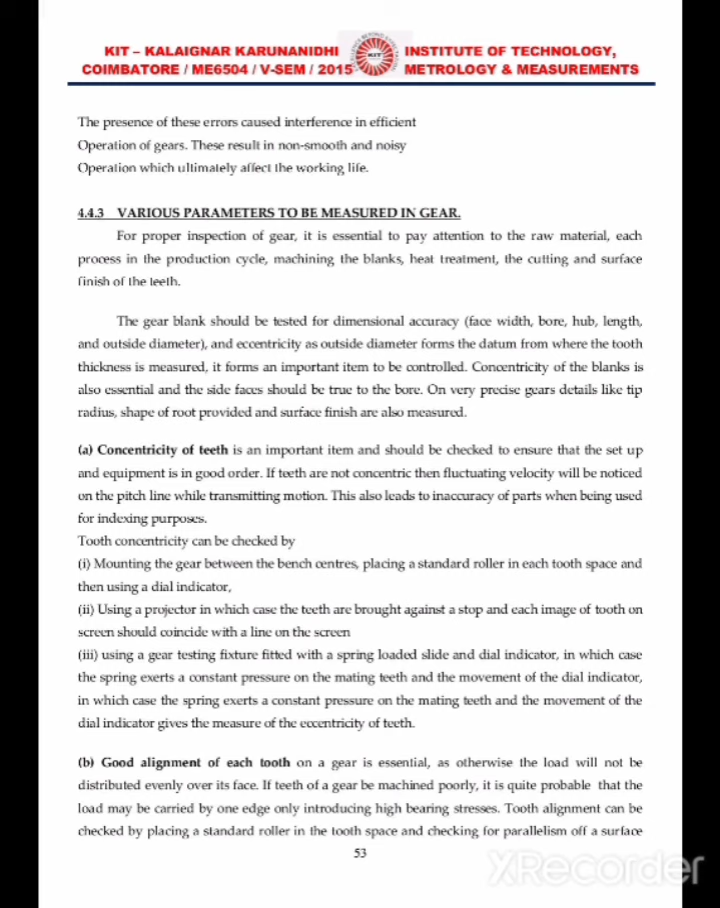 KIT – KALAIGNAR KARUNANIDHI INSTITUTE OF TECHNOLOGY,
COIMBATORE / ME6504 / V-SEM / 2015 METROLOGY & MEASUREMENTS
The presence of these errors caused interference in efficient
Operation of gears. These result in non-smooth and noisy
Operation which ultimately affect the working life.
4.4.3 VARIOUS PARAMETERS TO BE MEASURED IN GEAR.
For proper inspection of gear, it is essential to pay attention to the raw material, each
process in the production cycle, machining the blanks, heat treatment, the cutting and surface
finish of the teeth.
The gear blank should be tested for dimensional accuracy (face width, bore, hub, length,
and outside diameter), and eccentricity as outside diameter forms the datum from where the tooth
thickness is measured, it forms an important item to be controlled. Concentricity of the blanks is
also essential and the side faces should be true to the bore. On very precise gears details like tip
radius, shape of root provided and surface finish are also measured.
(a) Concentricity of teeth is an important item and should be checked to ensure that the set up
and equipment is in good order. If teeth are not concentric then fluctuating velocity will be noticed
on the pitch line while transmitting motion. This also leads to inaccuracy of parts when being used
for indexing purposes.
Tooth concentricity can be checked by
(i) Mounting the gear between the bench centres, placing a standard roller in each tooth space and
then using a dial indicator,
(ii) Using a projector in which case the teeth are brought against a stop and each image of tooth on
screen should coincide with a line on the screen
(iii) using a gear testing fixture fitted with a spring loaded slide and dial indicator, in which case
the spring exerts a constant pressure on the mating teeth and the movement of the dial indicator,
in which case the spring exerts a constant pressure on the mating teeth and the movement of the
dial indicator gives the measure of the eccentricity of teeth.
(b) Good alignment of each tooth on a gear is essential, as otherwise the load will not be
distributed evenly over its face. If teeth of a gear be machined poorly, it is quite probable that the
load may be carried by one edge only introducing high bearing stresses. Tooth alignment can be
checked by placing a standard roller in the tooth space and checking for parallelism off a surface
53
XRecorder